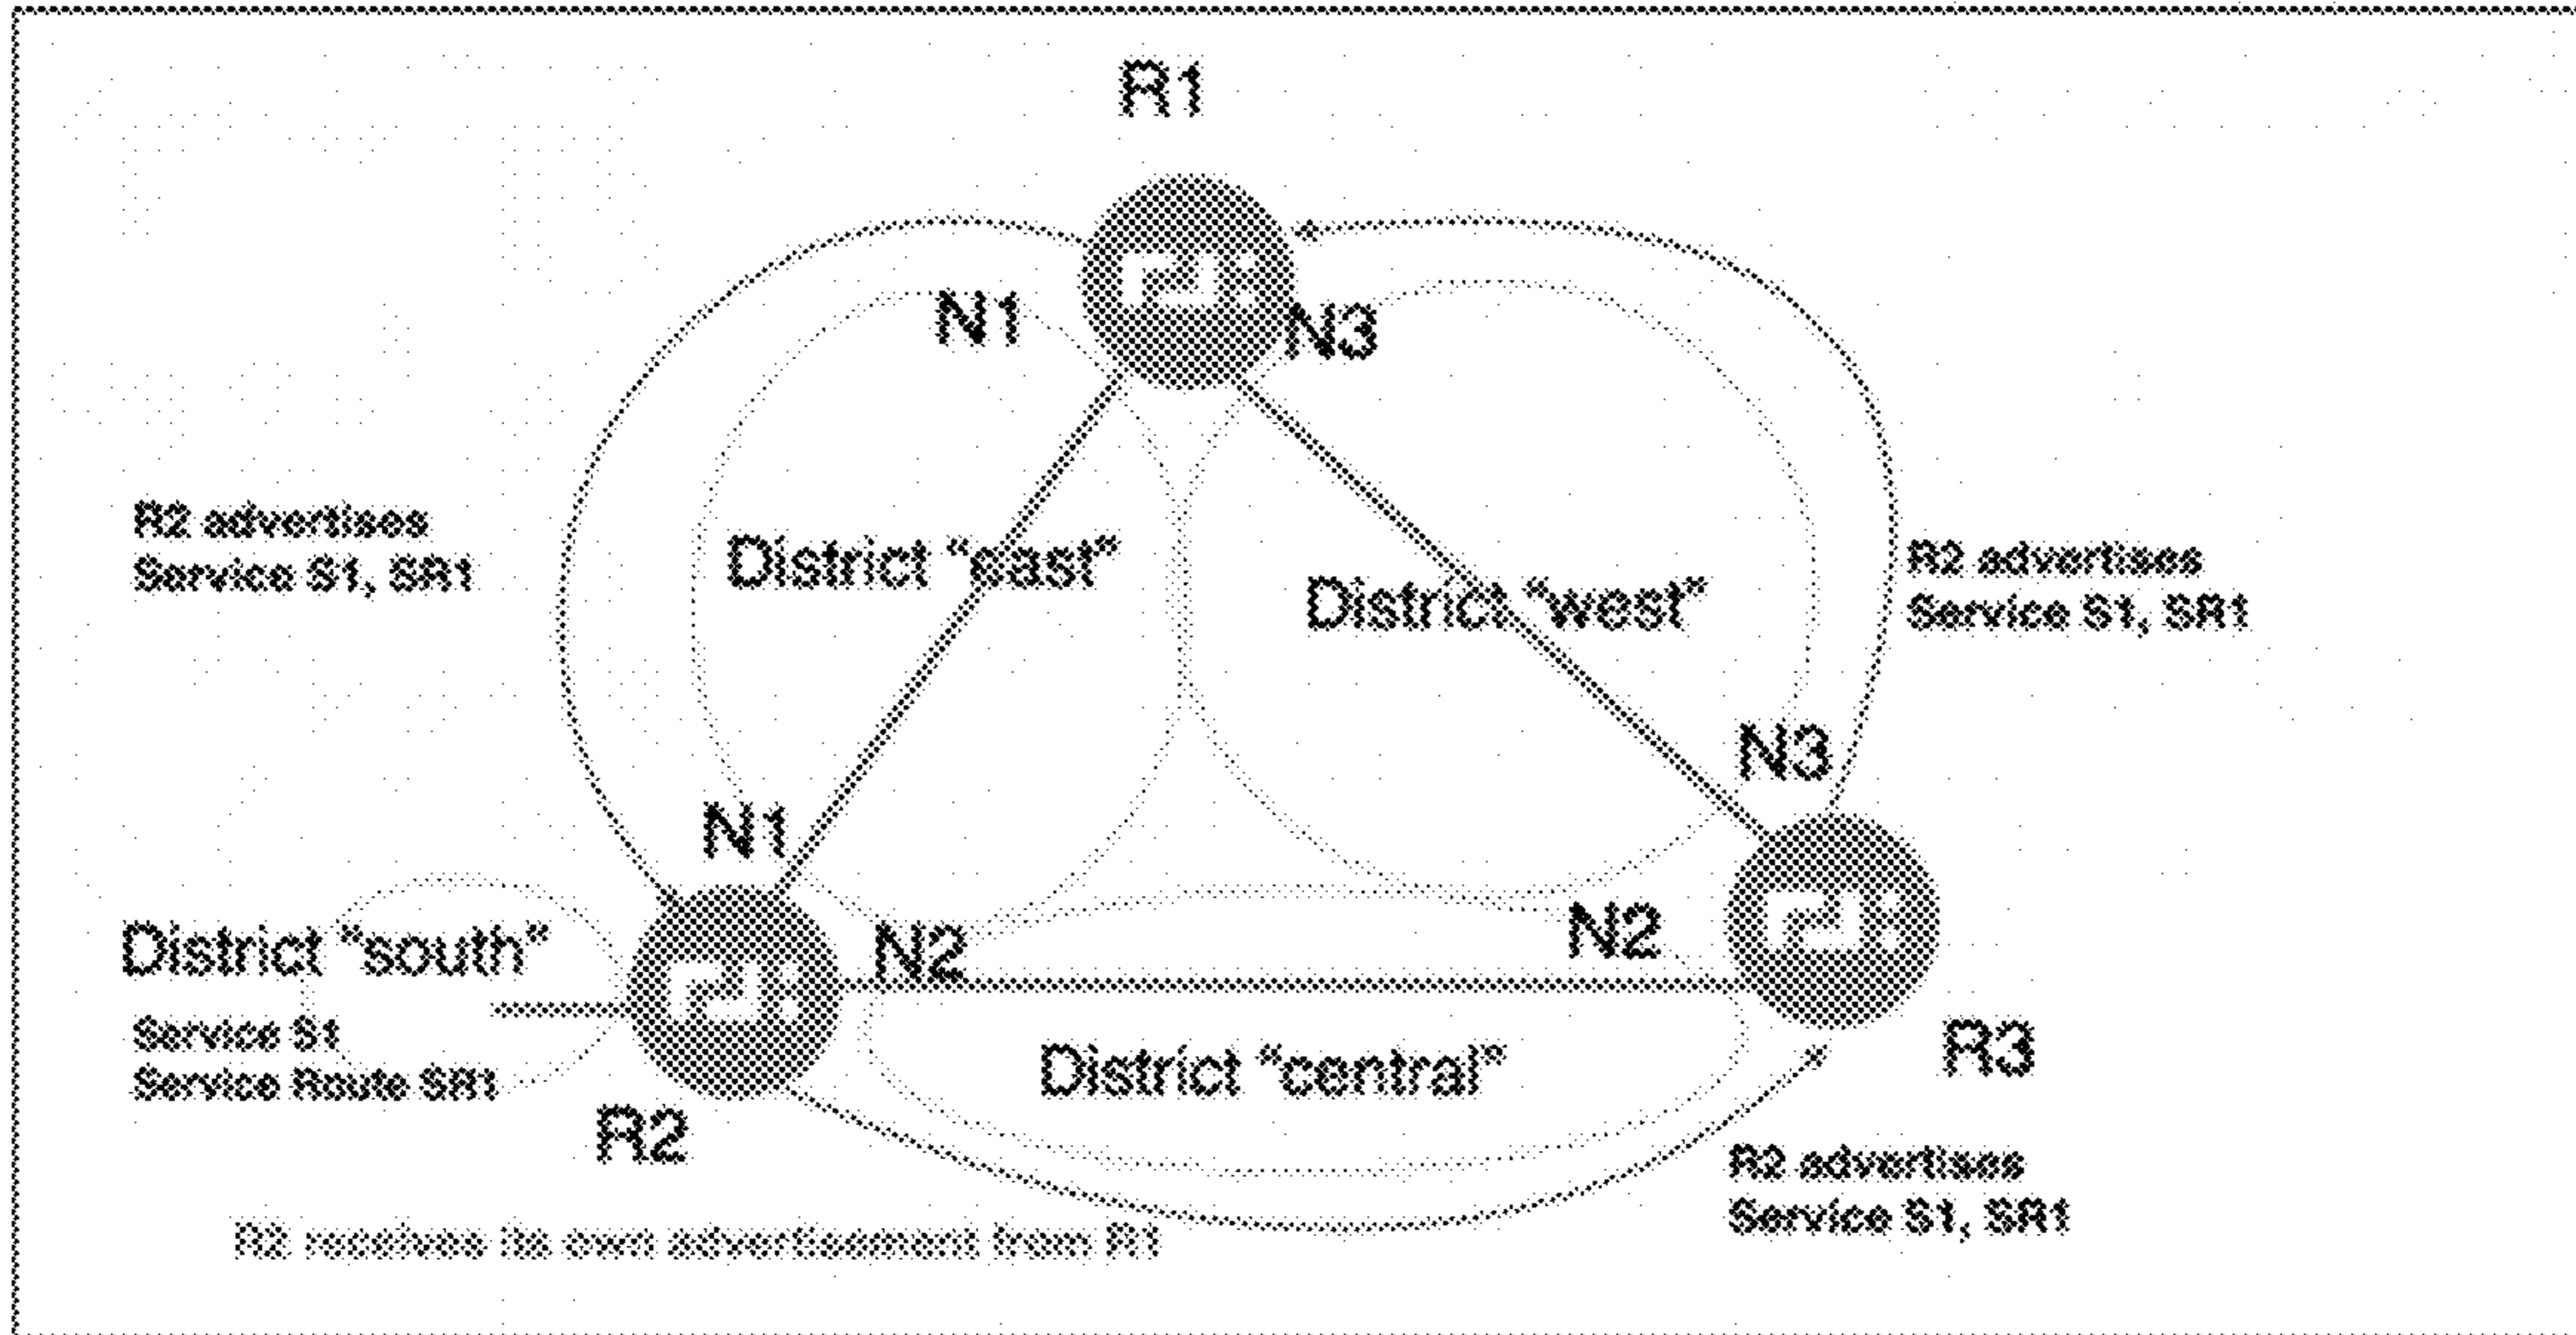 R1
N1
N3
R2 advertises
Service S1, SR1
District "east"
District "west"
R2 advertises
Service S1, SR1
N3
N1
District "south"
N2
N2
Service S1
Service Route SR1
District "central"
R3
R2
R2 advertises
Service S1, SR1
R2 receives its own advertisement from R1